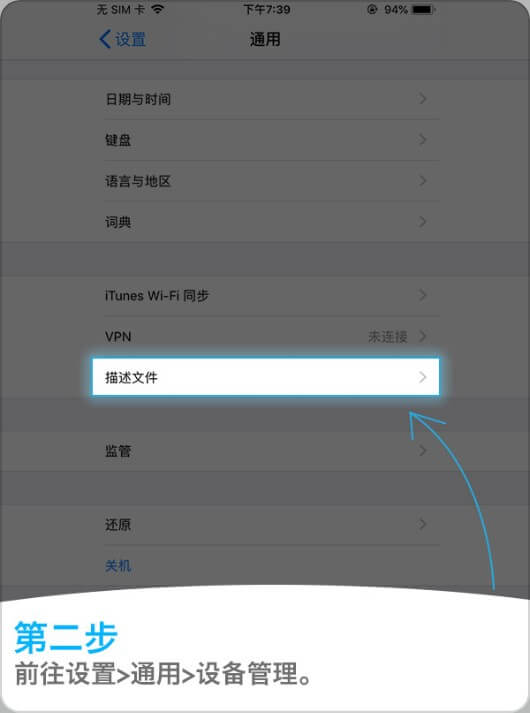 无 SIM 卡 下午7:39 94%
设置 通用
日期与时间
键盘
语言与地区
词典
iTunes Wi-Fi 同步
VPN 未连接
描述文件
监管
还原
关机
第二步
前往设置>通用>设备管理。